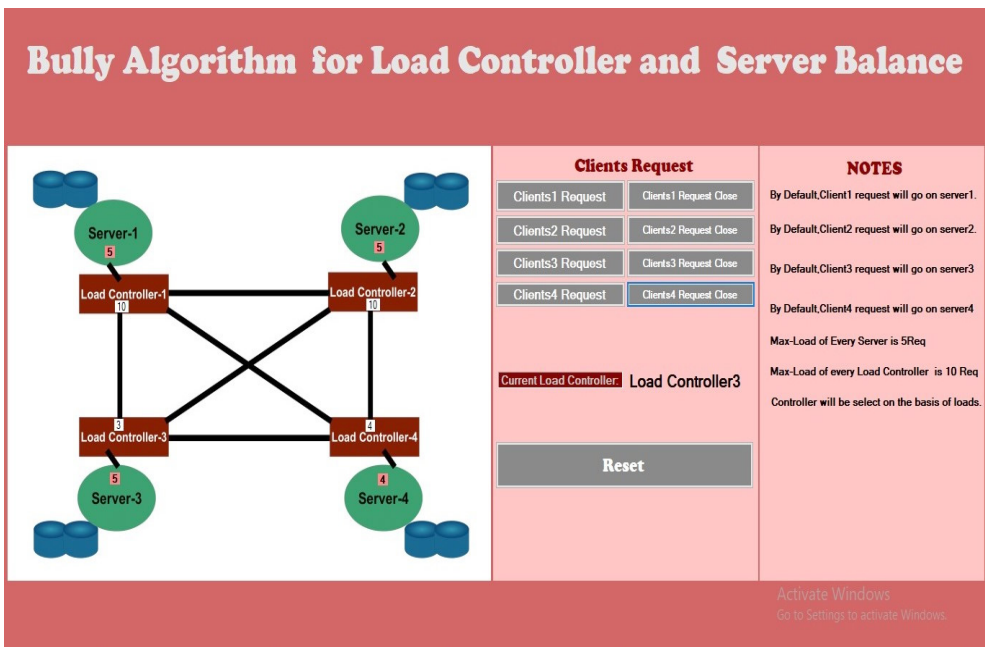 Bully Algorithm for Load Controller and Server Balance
Server-1
5
Server-2
5
Load Controller-1
10
Load Controller-2
10
3
Load Controller-3
4
Load Controller-4
5
Server-3
4
Server-4
Clients Request
Clients1 Request
Clients1 Request Close
Clients2 Request
Clients2 Request Close
Clients3 Request
Clients3 Request Close
Clients4 Request
Clients4 Request Close
Current Load Controller:
Load Controller3
Reset
NOTES
By Default,Client1 request will go on server1.
By Default,Client2 request will go on server2.
By Default,Client3 request will go on server3
By Default,Client4 request will go on server4
Max-Load of Every Server is 5Req
Max-Load of every Load Controller is 10 Req
Controller will be select on the basis of loads.
Activate Windows
Go to Settings to activate Windows.